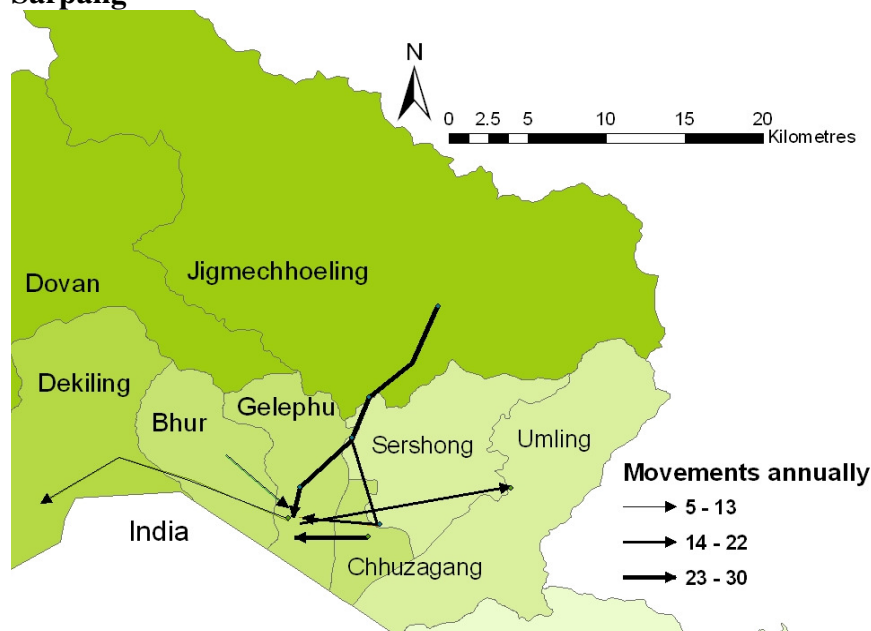 Sarpang
N
0 2.5 5 10 15 20
Kilometres
Jigmechhoeling
Dovan
Dekiling
Gelephu
Bhur
Sershong
Umling
Movements annually
5 - 13
India
14 - 22
Chhuzagang
23 - 30